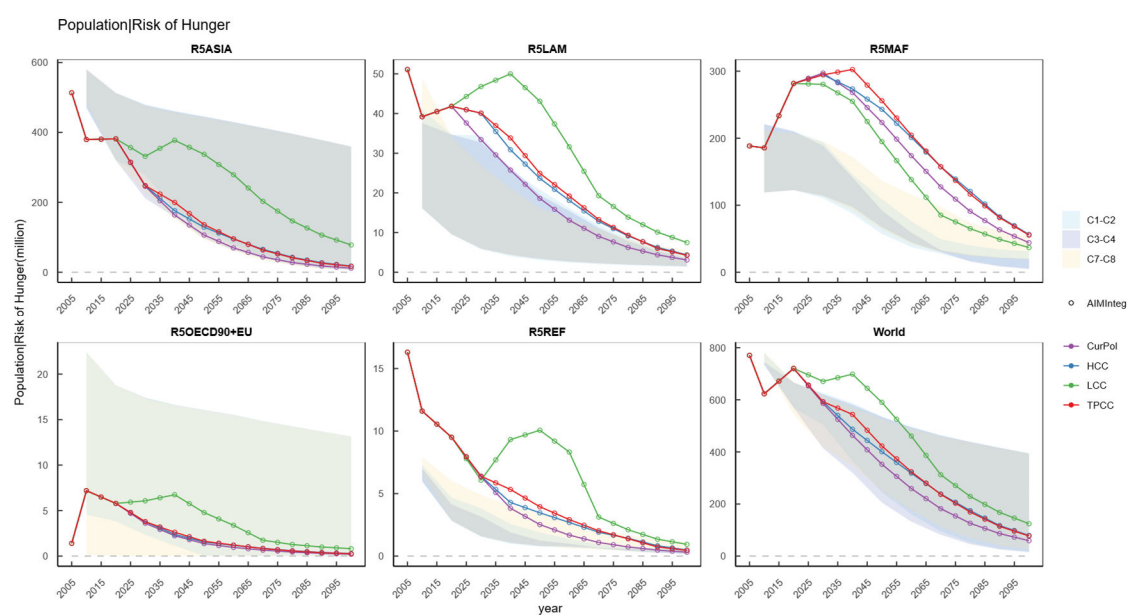 Population|Risk of Hunger
R5ASIA
R5LAM
R5MAF
600
400
200
0
50
40
30
20
10
0
300
200
100
0
2005 2015 2025 2035 2045 2055 2065 2075 2085 2095
2005 2015 2025 2035 2045 2055 2065 2075 2085 2095
2005 2015 2025 2035 2045 2055 2065 2075 2085 2095
Population|Risk of Hunger(million)
R5OECD90+EU
R5REF
World
20
15
10
5
0
15
10
5
0
800
600
400
200
0
2005 2015 2025 2035 2045 2055 2065 2075 2085 2095
2005 2015 2025 2035 2045 2055 2065 2075 2085 2095
2005 2015 2025 2035 2045 2055 2065 2075 2085 2095
year
C1-C2
C3-C4
C7-C8
AIMInteg
CurPol
HCC
LCC
TPCC